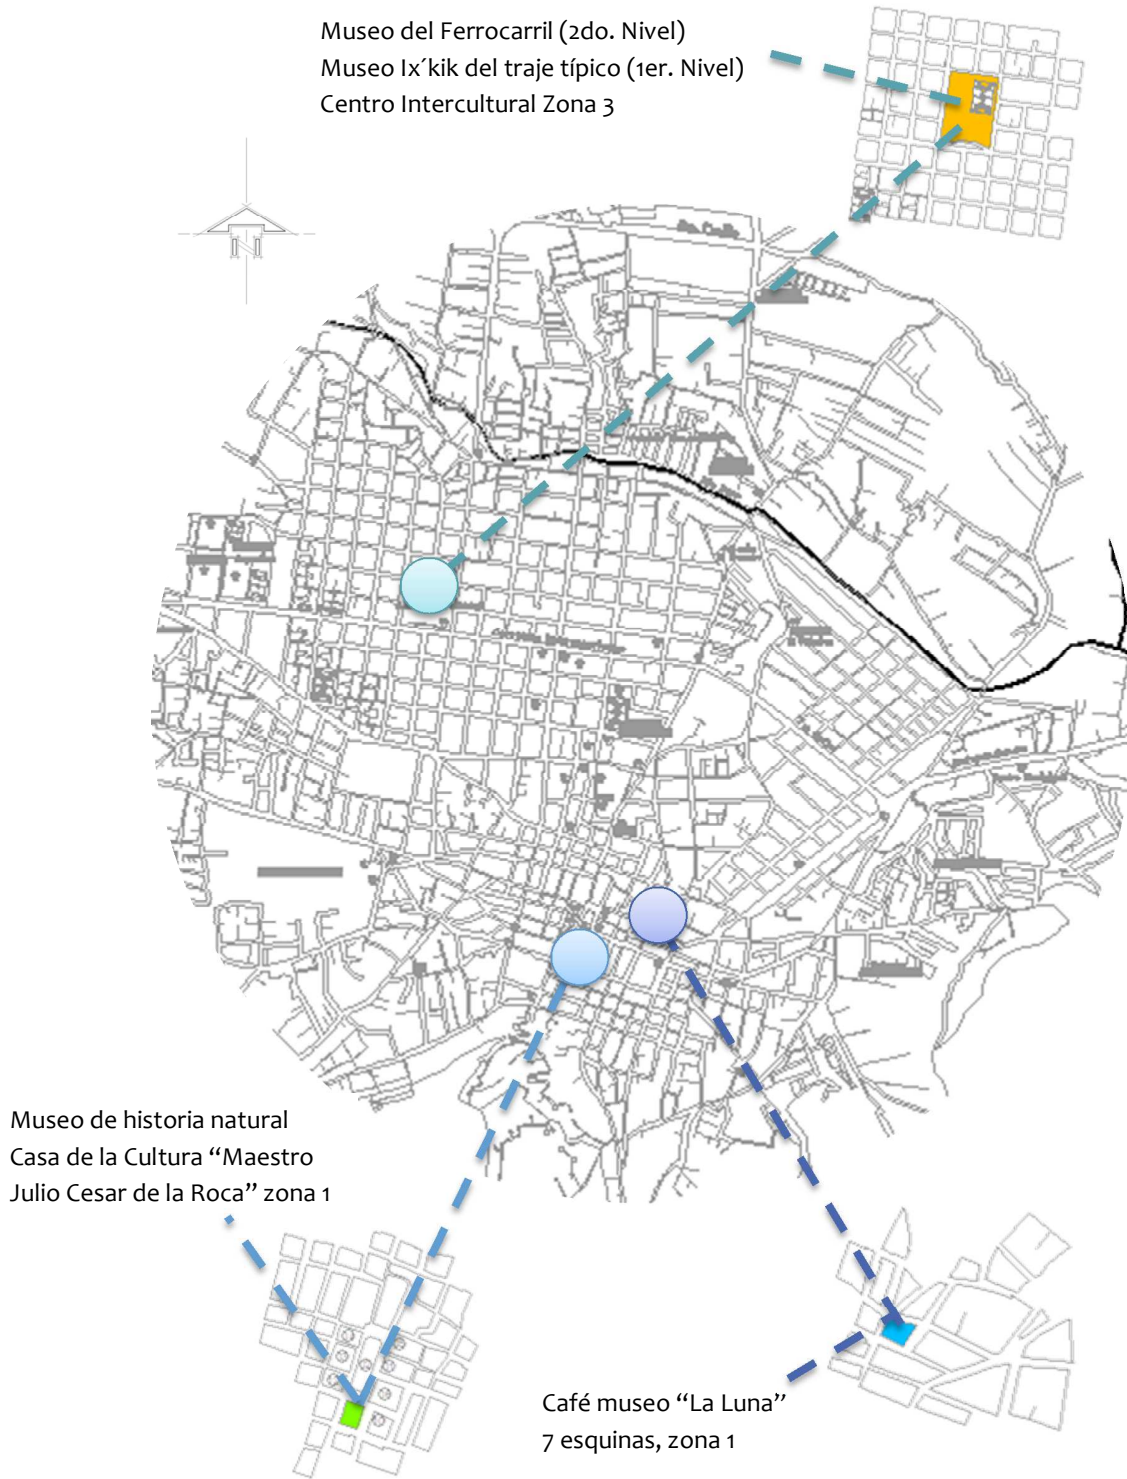 Museo del Ferrocarril (2do. Nivel)
Museo Ix´kik del traje típico (1er. Nivel)
Centro Intercultural Zona 3
N
Museo de historia natural
Casa de la Cultura “Maestro
Julio Cesar de la Roca” zona 1
Café museo “La Luna”
7 esquinas, zona 1